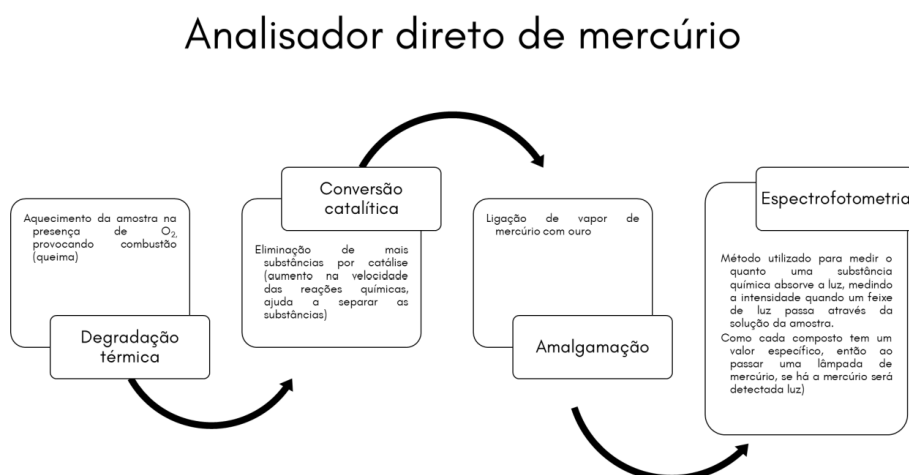 Analisador direto de mercúrio
Aquecimento da amostra na
presença de O₂,
provocando combustão
(queima)
Degradação
térmica
Conversão
catalítica
Eliminação de mais
substâncias por catálise
(aumento na velocidade
das reações químicas,
ajuda a separar as
substâncias)
Ligação de vapor de
mercúrio com ouro
Amalgamação
Espectrofotometria
Método utilizado para medir o
quanto uma substância
química absorve a luz, medindo
a intensidade quando um feixe
de luz passa através da
solução da amostra.
Como cada composto tem um
valor específico, então ao
passar uma lâmpada de
mercúrio, se há a mercúrio será
detectada luz)